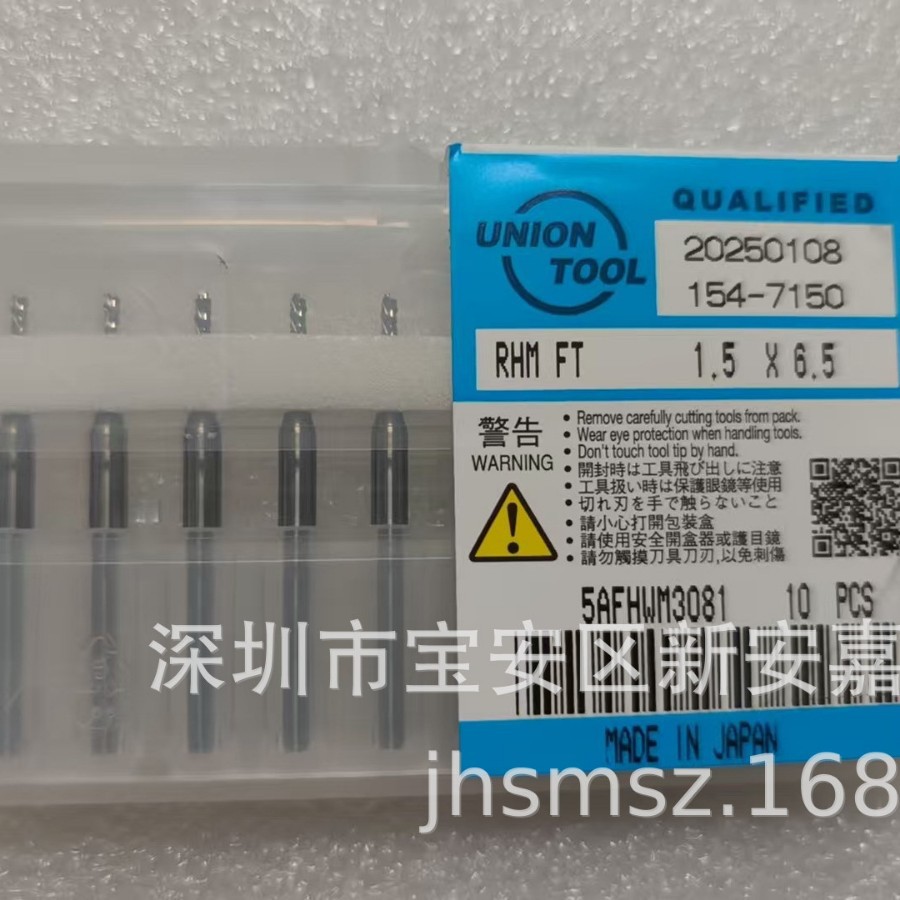 QUALIFIED
UNION
TOOL
20250108
154-7150
RHM FT 1.5 X 6.5
警告
WARNING
• Remove carefully cutting tools from pack.
• Wear eye protection when handling tools.
• Don't touch tool tip by hand.
• 開封時は工具飛び出しに注意
• 工具扱い時は保護眼鏡等使用
• 切れ刃を手で触らないこと
• 請小心打開包裝盒
• 請使用安全開盒器或護目鏡
• 請勿觸摸刀具刀刃,以免刺傷
5AFHWM3081 10 PCS
深圳市宝安区新安嘉
MADE IN JAPAN
jhsmsz.168